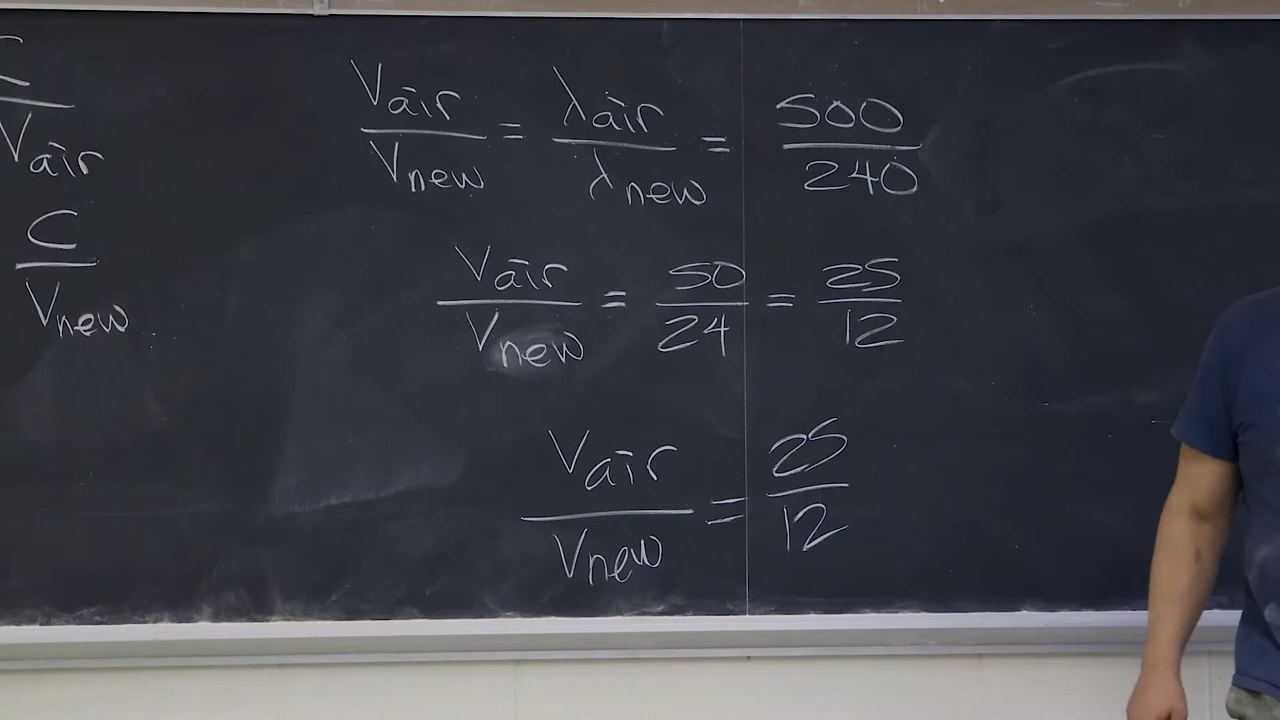 C
―
Vair
C
―
Vnew
Vair/Vnew = λair/λnew = 500/240
Vair/Vnew = 50/24 = 25/12
Vair/Vnew = 25/12